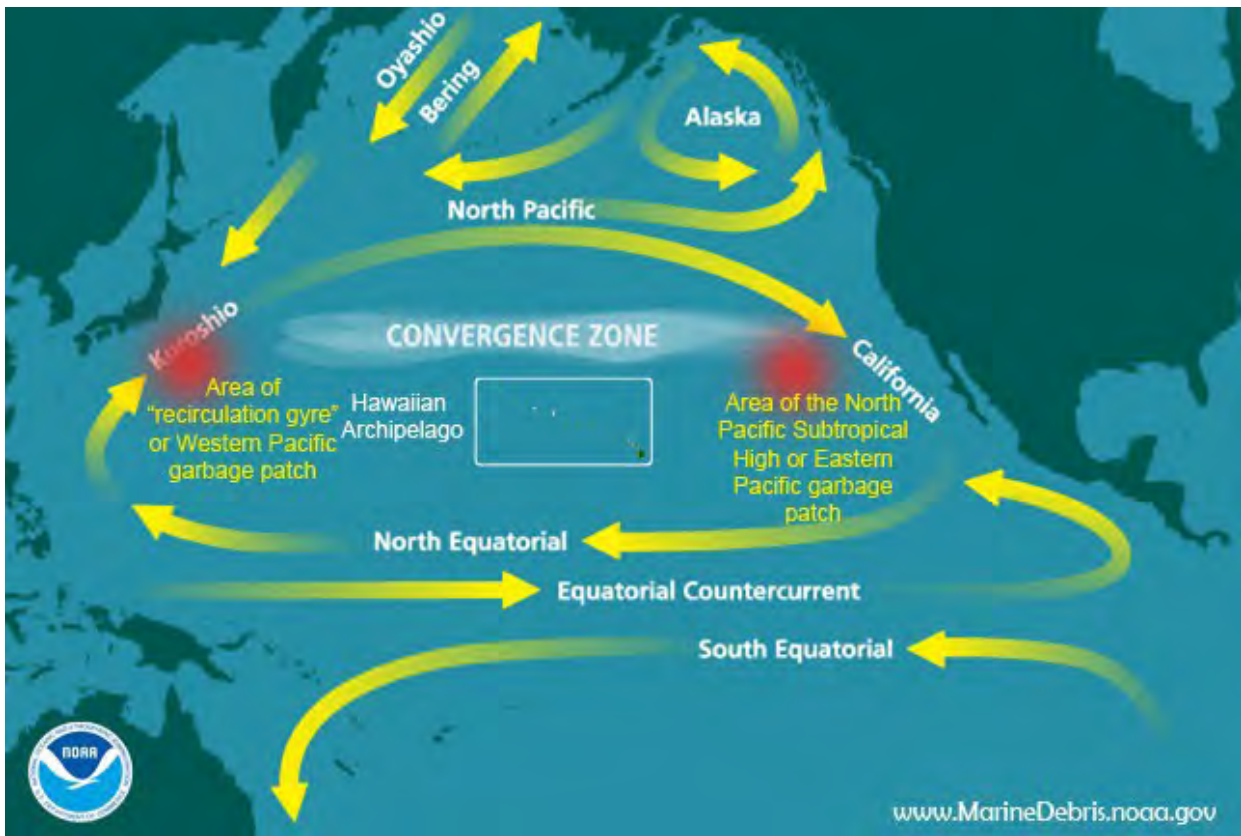 Oyashio
Bering
Alaska
North Pacific
Kuroshio
CONVERGENCE ZONE
California
Area of
"recirculation gyre"
or Western Pacific
garbage patch
Hawaiian
Archipelago
Area of the North
Pacific Subtropical
High or Eastern
Pacific garbage
patch
North Equatorial
Equatorial Countercurrent
South Equatorial
NOAA
www.MarineDebris.noaa.gov